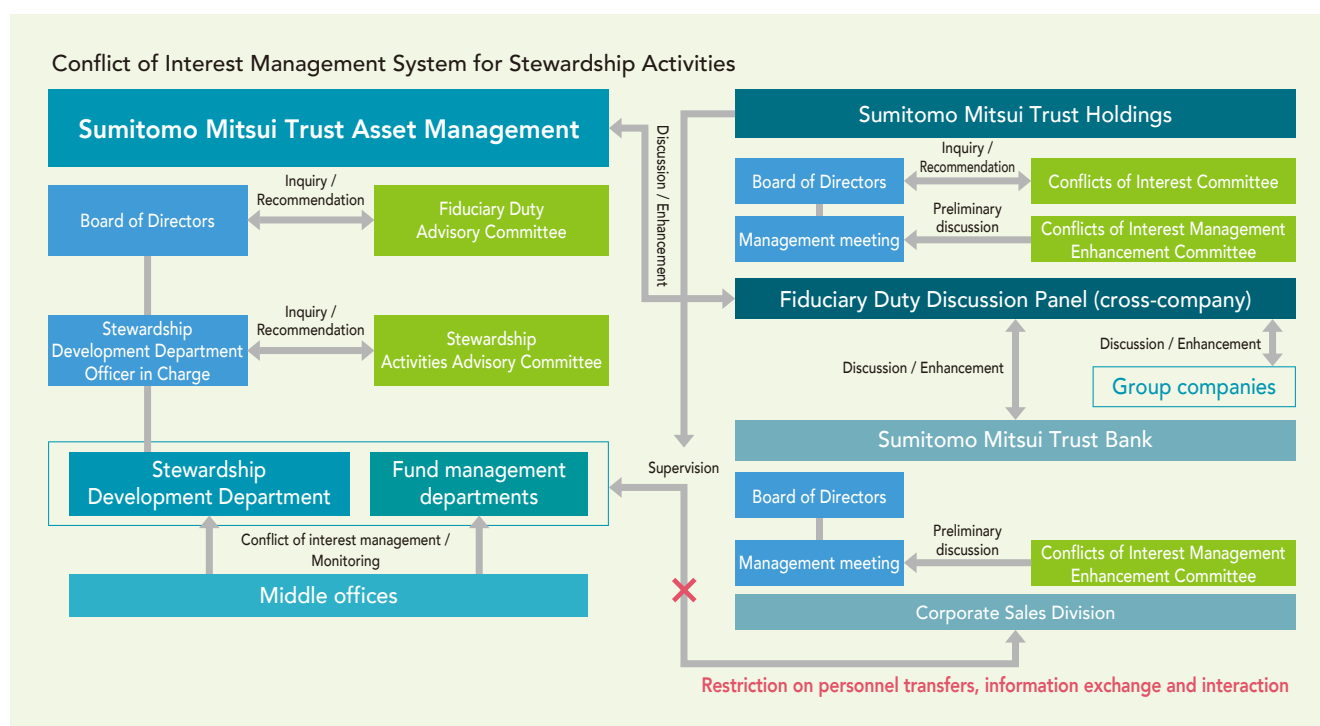 Conflict of Interest Management System for Stewardship Activities
Sumitomo Mitsui Trust Asset Management
Board of Directors
Inquiry /
Recommendation
Fiduciary Duty
Advisory Committee
Stewardship
Development Department
Officer in Charge
Inquiry /
Recommendation
Stewardship
Activities Advisory Committee
Stewardship
Development Department
Fund management
departments
Conflict of interest management /
Monitoring
Middle offices
Discussion / Enhancement
Supervision
Sumitomo Mitsui Trust Holdings
Board of Directors
Inquiry /
Recommendation
Conflicts of Interest Committee
Management meeting
Preliminary
discussion
Conflicts of Interest Management
Enhancement Committee
Fiduciary Duty Discussion Panel (cross-company)
Discussion / Enhancement
Discussion / Enhancement
Group companies
Sumitomo Mitsui Trust Bank
Board of Directors
Management meeting
Preliminary
discussion
Conflicts of Interest Management
Enhancement Committee
Corporate Sales Division
Restriction on personnel transfers, information exchange and interaction